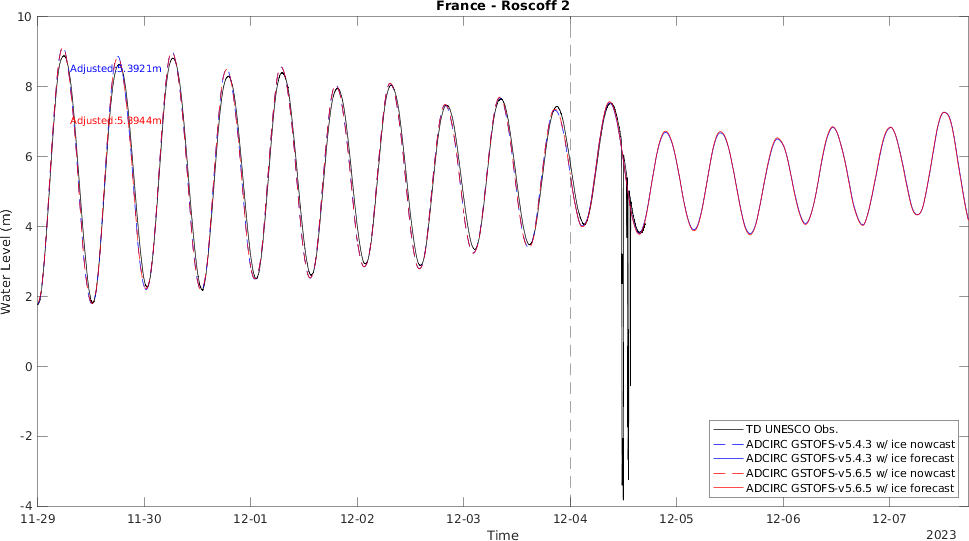 France - Roscoff 2
10
8
6
4
2
0
-2
-4
Water Level (m)
Adjusted:5.3921m
Adjusted:5.3944m
TD UNESCO Obs.
ADCIRC GSTOFS-v5.4.3 w/ ice nowcast
ADCIRC GSTOFS-v5.4.3 w/ ice forecast
ADCIRC GSTOFS-v5.6.5 w/ ice nowcast
ADCIRC GSTOFS-v5.6.5 w/ ice forecast
11-29 11-30 12-01 12-02 12-03 12-04 12-05 12-06 12-07
Time
2023